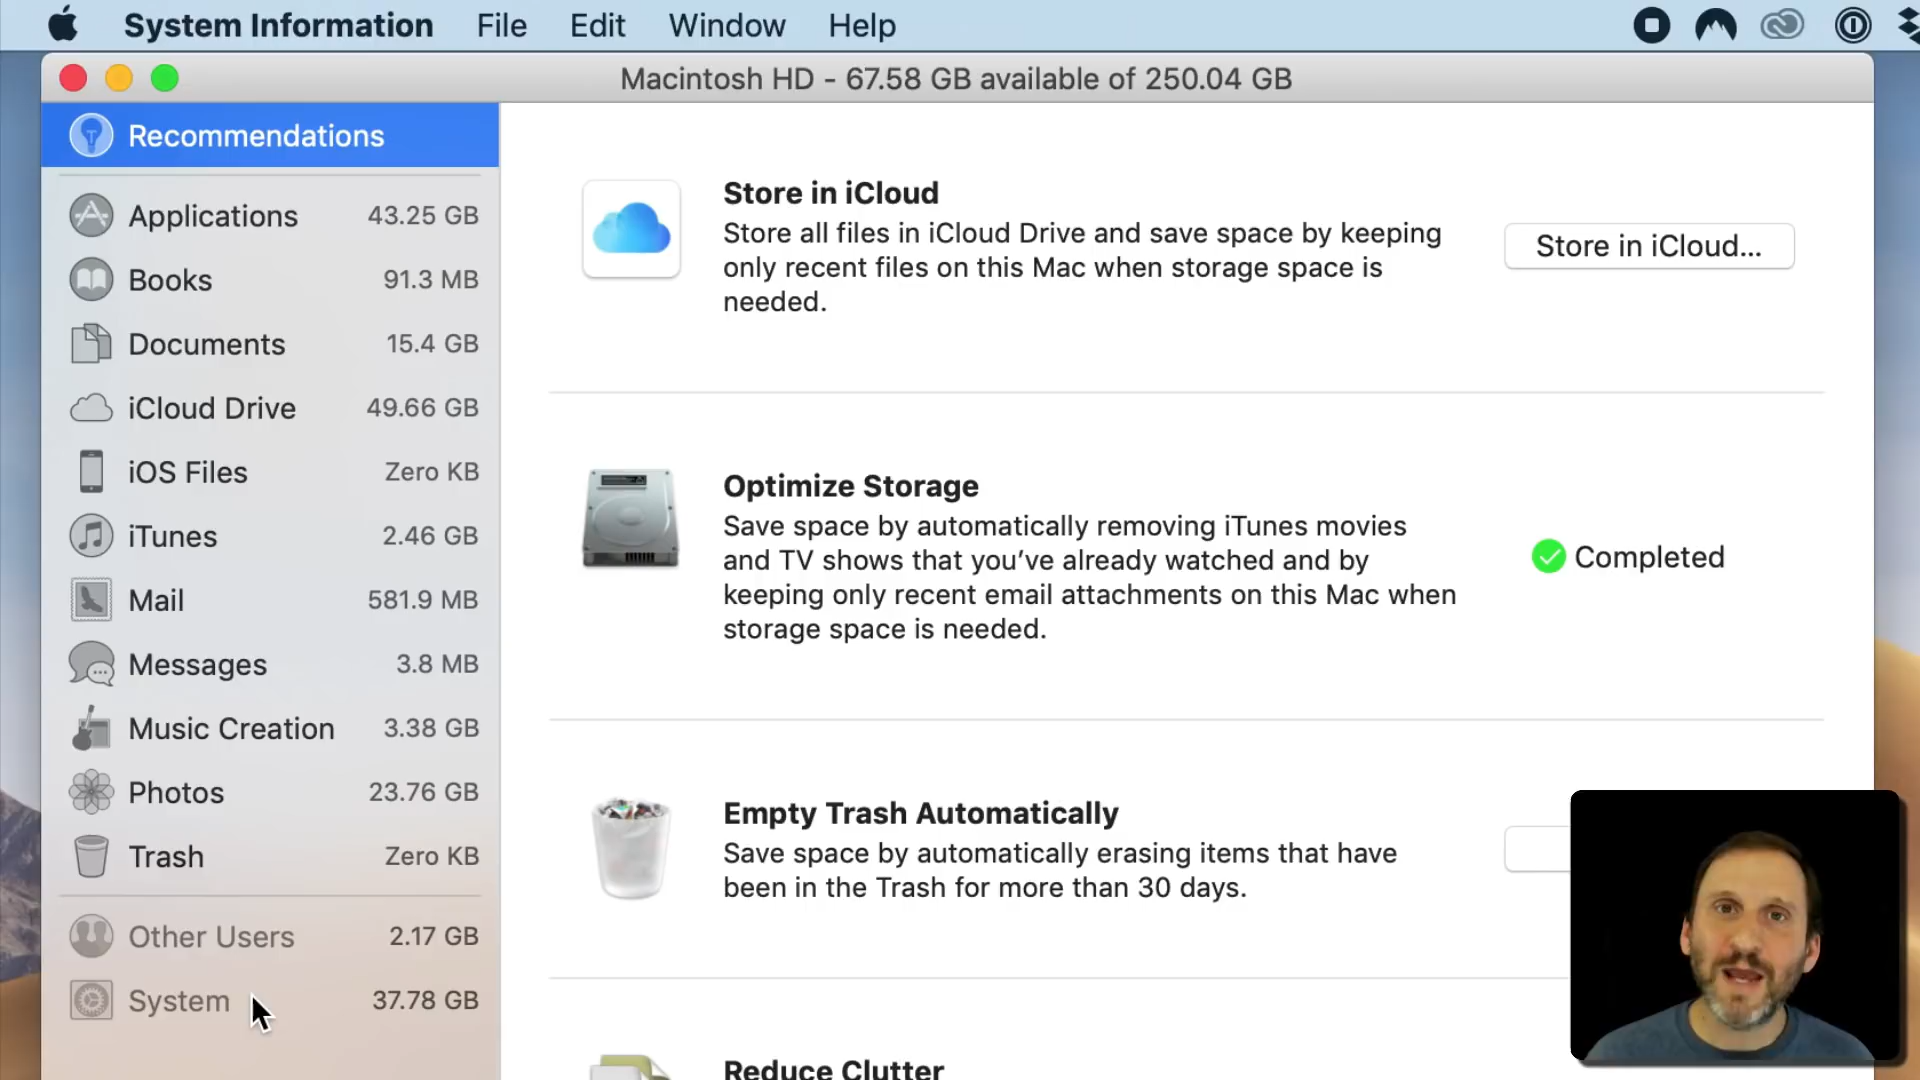 System Information File Edit Window Help
Macintosh HD - 67.58 GB available of 250.04 GB
Recommendations
Applications 43.25 GB
Books 91.3 MB
Documents 15.4 GB
iCloud Drive 49.66 GB
iOS Files Zero KB
iTunes 2.46 GB
Mail 581.9 MB
Messages 3.8 MB
Music Creation 3.38 GB
Photos 23.76 GB
Trash Zero KB
Other Users 2.17 GB
System 37.78 GB
Store in iCloud
Store all files in iCloud Drive and save space by keeping
only recent files on this Mac when storage space is
needed.
Store in iCloud...
Optimize Storage
Save space by automatically removing iTunes movies
and TV shows that you’ve already watched and by
keeping only recent email attachments on this Mac when
storage space is needed.
Completed
Empty Trash Automatically
Save space by automatically erasing items that have
been in the Trash for more than 30 days.
Reduce Clutter